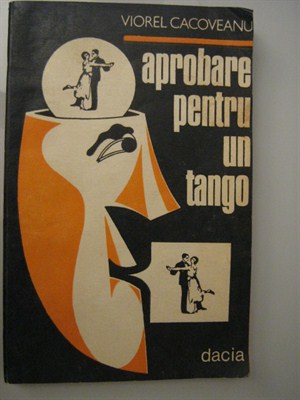 VIOREL CACOVEANU
aprobare
pentru
un
tango
dacia